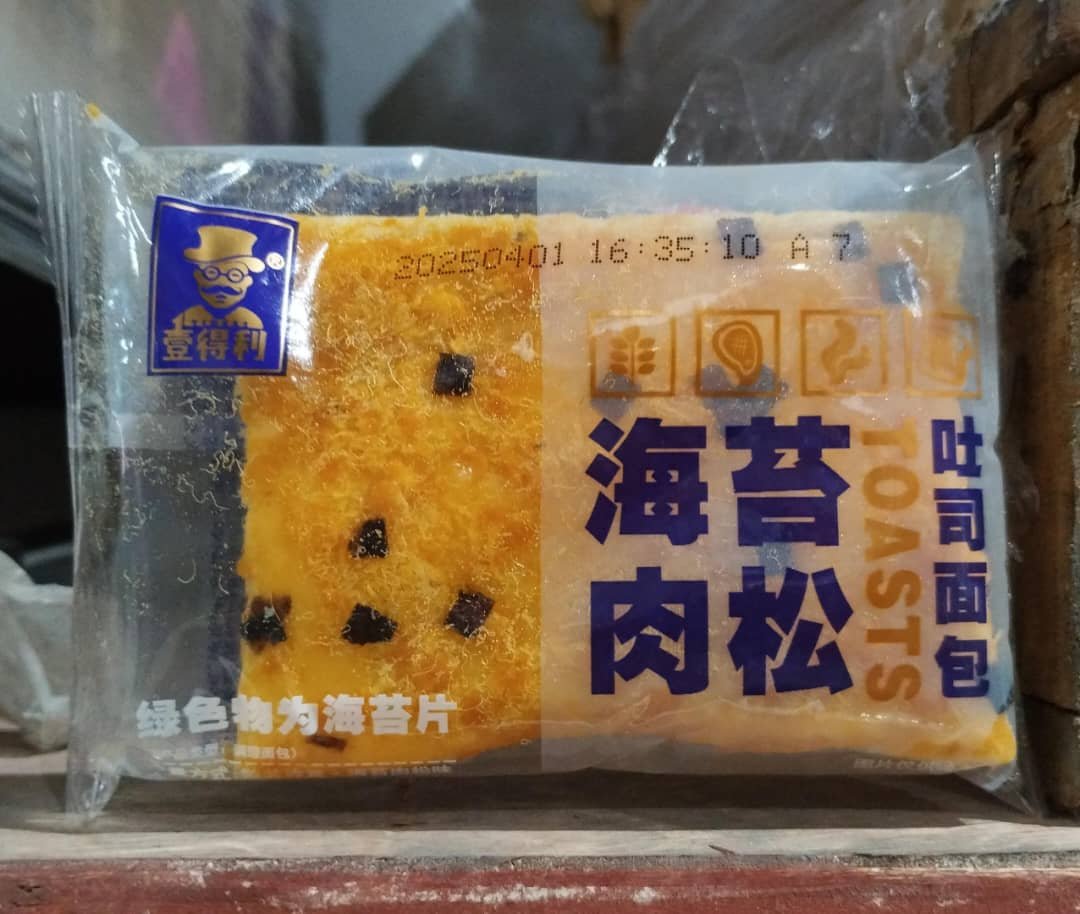 20250401 16:35:10 A 7
®
壹得利
海苔
肉松
TOASTS
吐司面包
绿色物为海苔片